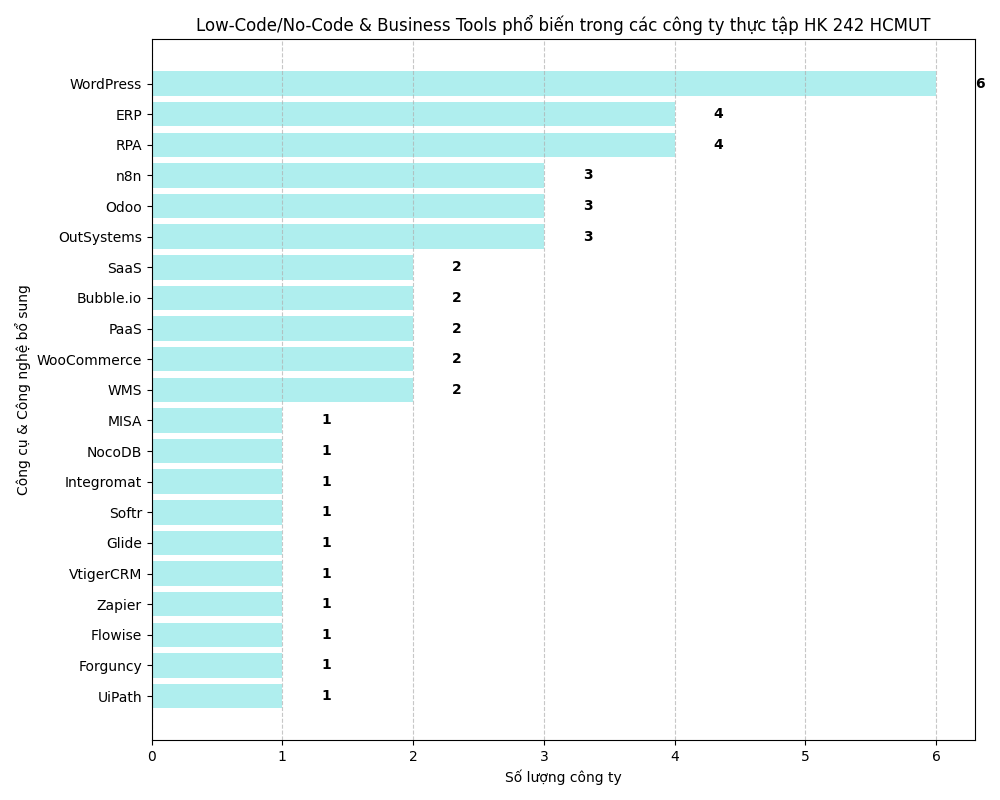 Low-Code/No-Code & Business Tools phổ biến trong các công ty thực tập HK 242 HCMUT
Công cụ & Công nghệ bổ sung
WordPress 6
ERP 4
RPA 4
n8n 3
Odoo 3
OutSystems 3
SaaS 2
Bubble.io 2
PaaS 2
WooCommerce 2
WMS 2
MISA 1
NocoDB 1
Integromat 1
Softr 1
Glide 1
VtigerCRM 1
Zapier 1
Flowise 1
Forguncy 1
UiPath 1
0 1 2 3 4 5 6
Số lượng công ty